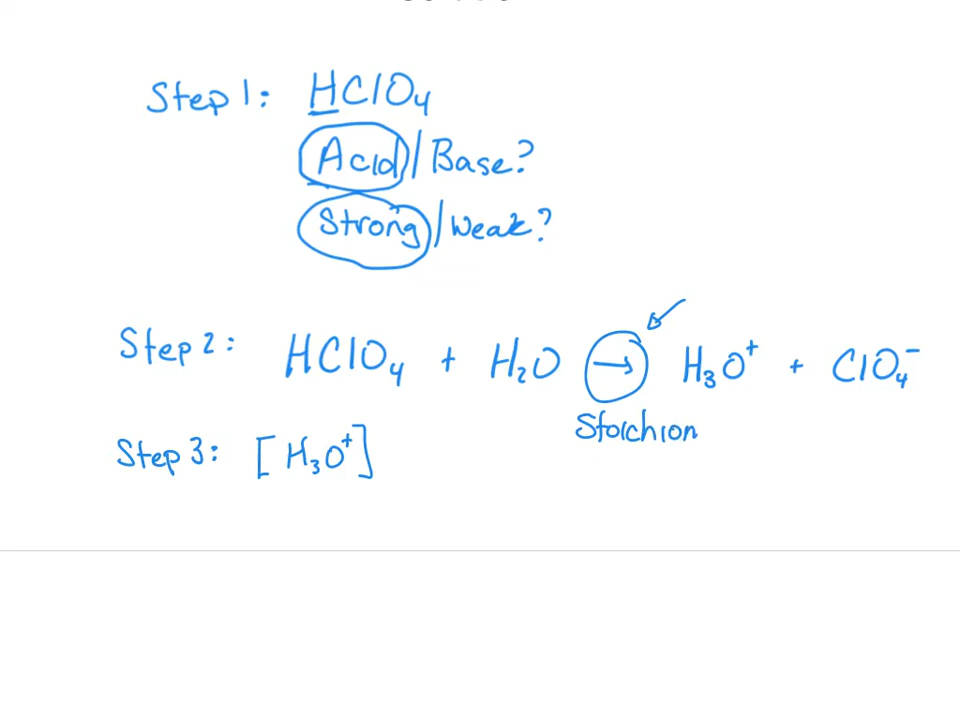 Step 1: HClO₄
Acid/Base?
Strong/Weak?
Step 2: HClO₄ + H₂O → H₃O⁺ + ClO₄⁻
Stoichion
Step 3: [H₃O⁺]